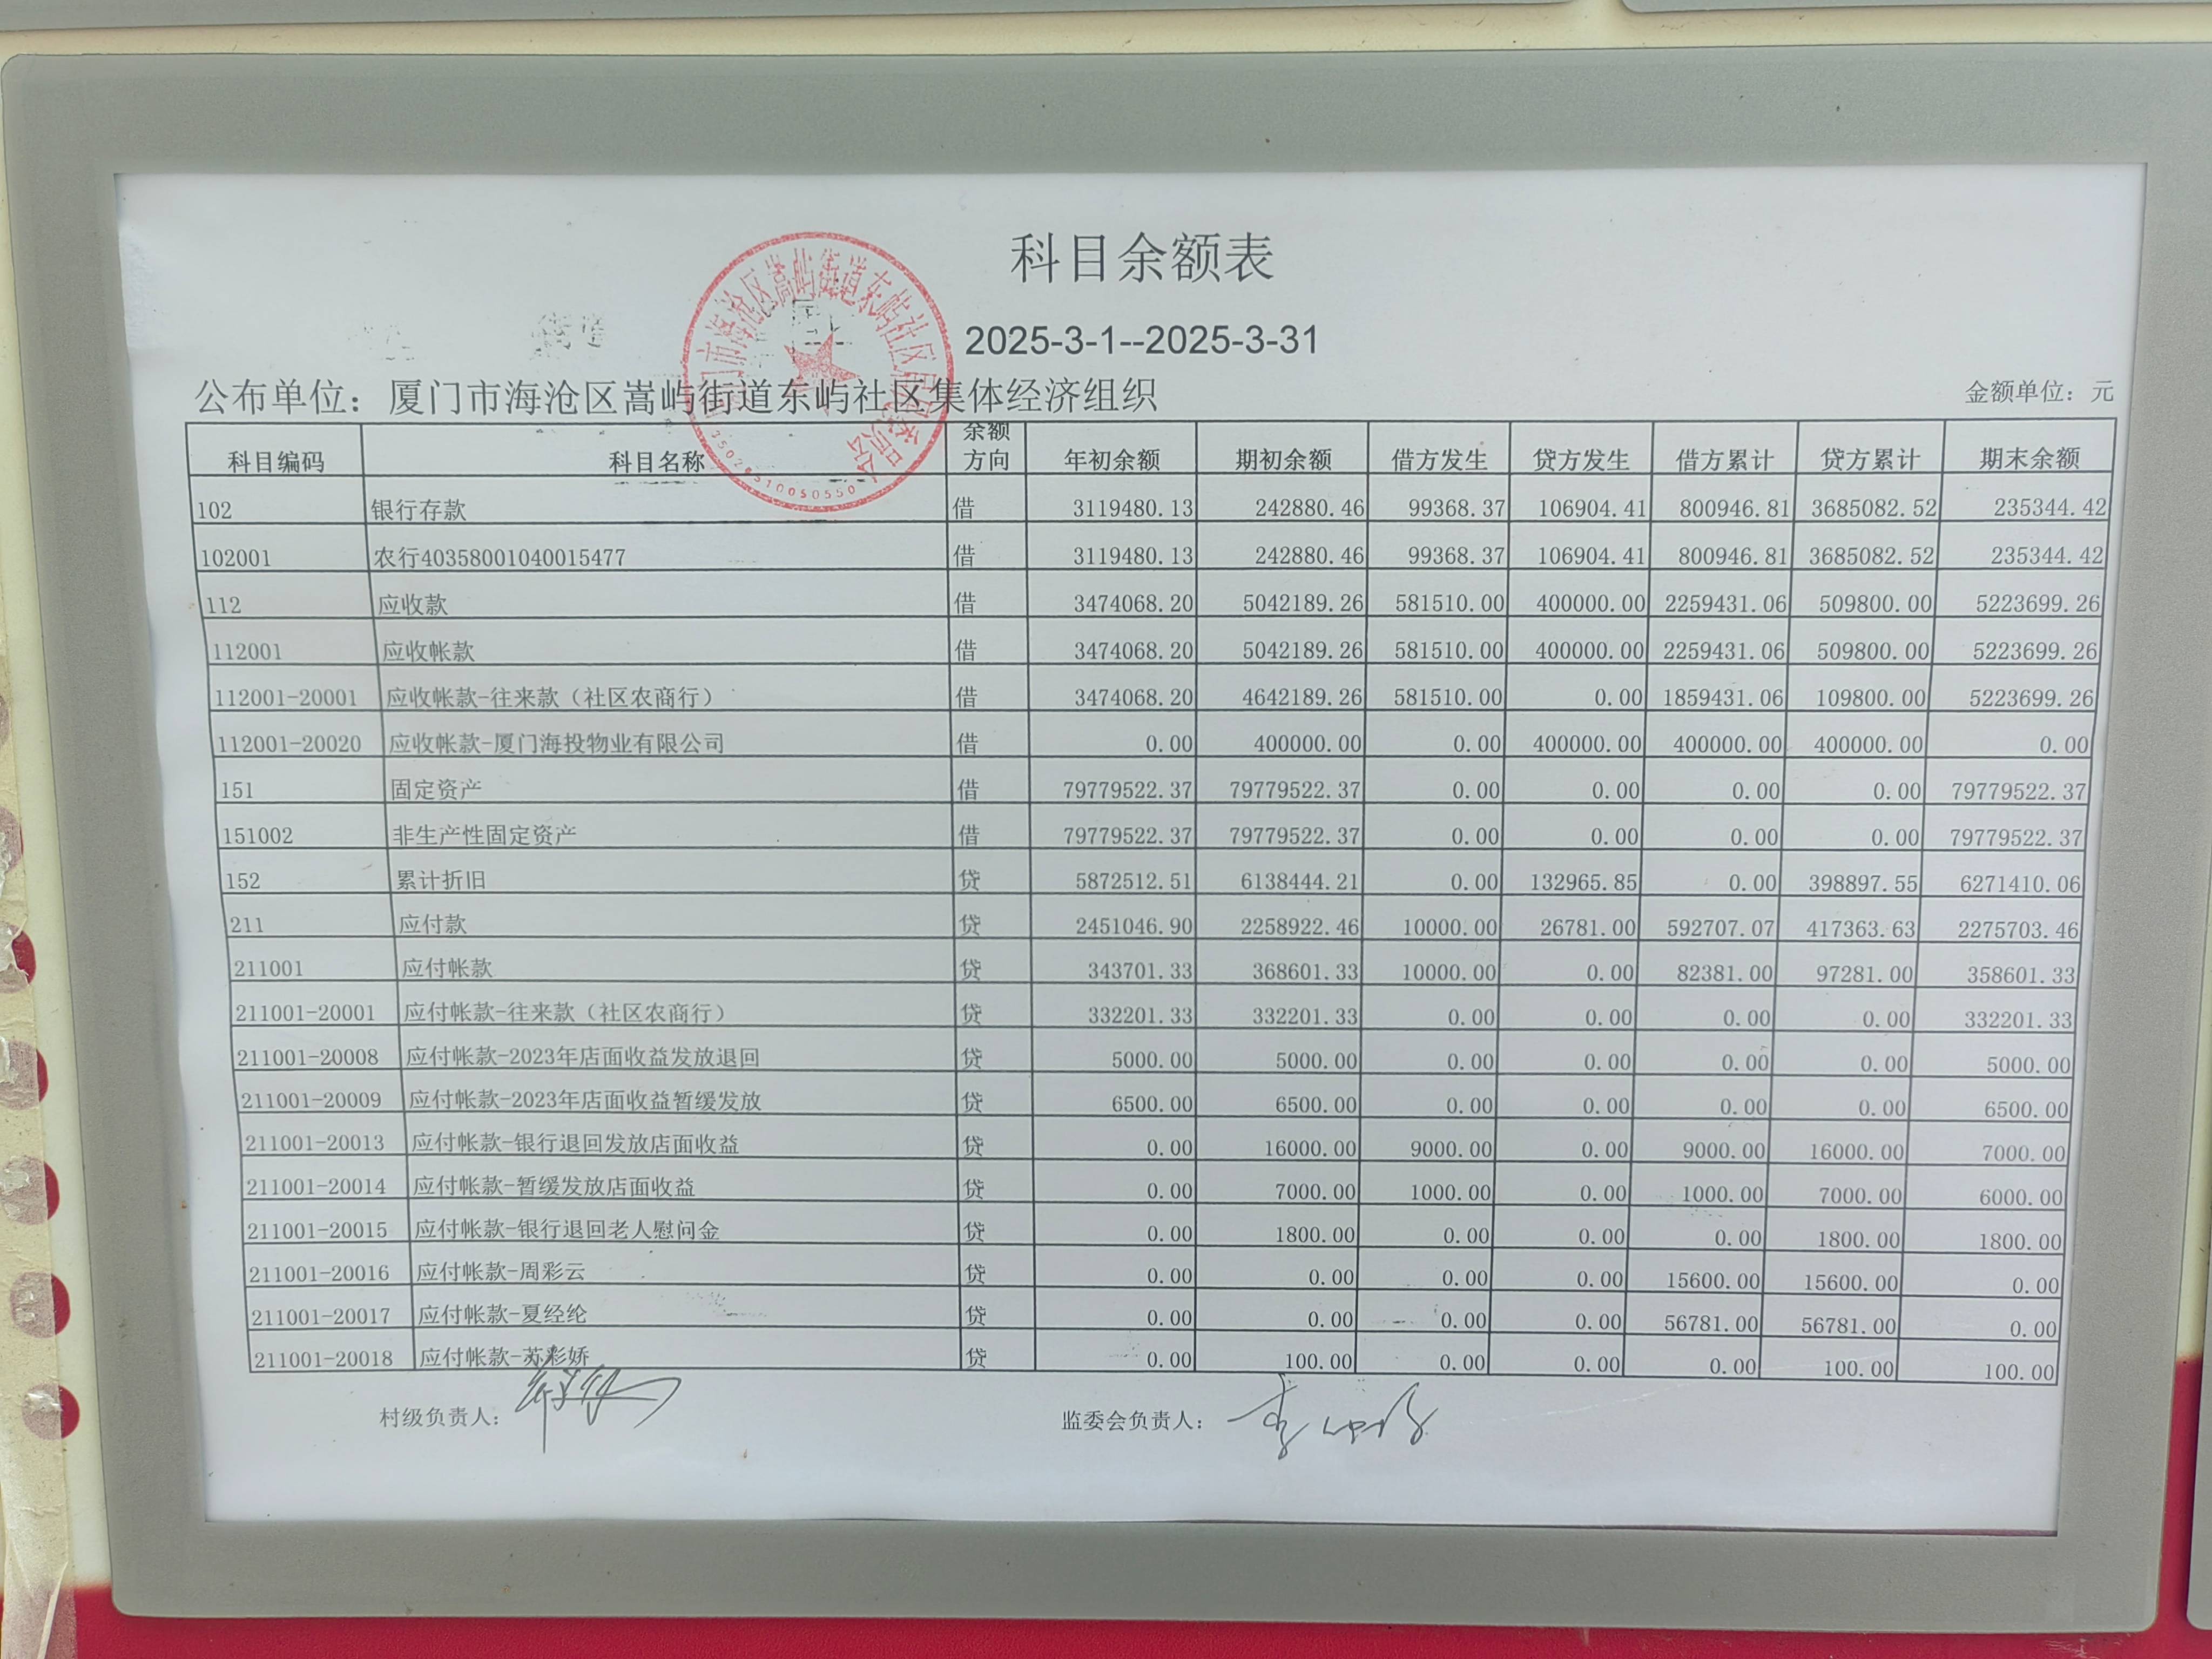 科目余额表
2025-3-1--2025-3-31
公布单位：厦门市海沧区嵩屿街道东屿社区集体经济组织 金额单位：元
科目编码 科目名称 余额方向 年初余额 期初余额 借方发生 贷方发生 借方累计 贷方累计 期末余额
102 银行存款 借 3119480.13 242880.46 99368.37 106904.41 800946.81 3685082.52 235344.42
102001 农行40358001040015477 借 3119480.13 242880.46 99368.37 106904.41 800946.81 3685082.52 235344.42
112 应收款 借 3474068.20 5042189.26 581510.00 400000.00 2259431.06 509800.00 5223699.26
112001 应收帐款 借 3474068.20 5042189.26 581510.00 400000.00 2259431.06 509800.00 5223699.26
112001-20001 应收帐款-往来款（社区农商行） 借 3474068.20 4642189.26 581510.00 0.00 1859431.06 109800.00 5223699.26
112001-20020 应收帐款-厦门海投物业有限公司 借 0.00 400000.00 0.00 400000.00 400000.00 400000.00 0.00
151 固定资产 借 79779522.37 79779522.37 0.00 0.00 0.00 0.00 79779522.37
151002 非生产性固定资产 借 79779522.37 79779522.37 0.00 0.00 0.00 0.00 79779522.37
152 累计折旧 贷 5872512.51 6138444.21 0.00 132965.85 0.00 398897.55 6271410.06
211 应付款 贷 2451046.90 2258922.46 10000.00 26781.00 592707.07 417363.63 2275703.46
211001 应付帐款 贷 343701.33 368601.33 10000.00 0.00 82381.00 97281.00 358601.33
211001-20001 应付帐款-往来款（社区农商行） 贷 332201.33 332201.33 0.00 0.00 0.00 0.00 332201.33
211001-20008 应付帐款-2023年店面收益发放退回 贷 5000.00 5000.00 0.00 0.00 0.00 0.00 5000.00
211001-20009 应付帐款-2023年店面收益暂缓发放 贷 6500.00 6500.00 0.00 0.00 0.00 0.00 6500.00
211001-20013 应付帐款-银行退回发放店面收益 贷 0.00 16000.00 9000.00 0.00 9000.00 16000.00 7000.00
211001-20014 应付帐款-暂缓发放店面收益 贷 0.00 7000.00 1000.00 0.00 1000.00 7000.00 6000.00
211001-20015 应付帐款-银行退回老人慰问金 贷 0.00 1800.00 0.00 0.00 0.00 1800.00 1800.00
211001-20016 应付帐款-周彩云 贷 0.00 0.00 0.00 0.00 15600.00 15600.00 0.00
211001-20017 应付帐款-夏经纶 贷 0.00 0.00 0.00 0.00 56781.00 56781.00 0.00
211001-20018 应付帐款-苏彩娇 贷 0.00 100.00 0.00 0.00 0.00 100.00 100.00
村级负责人： 监委会负责人：